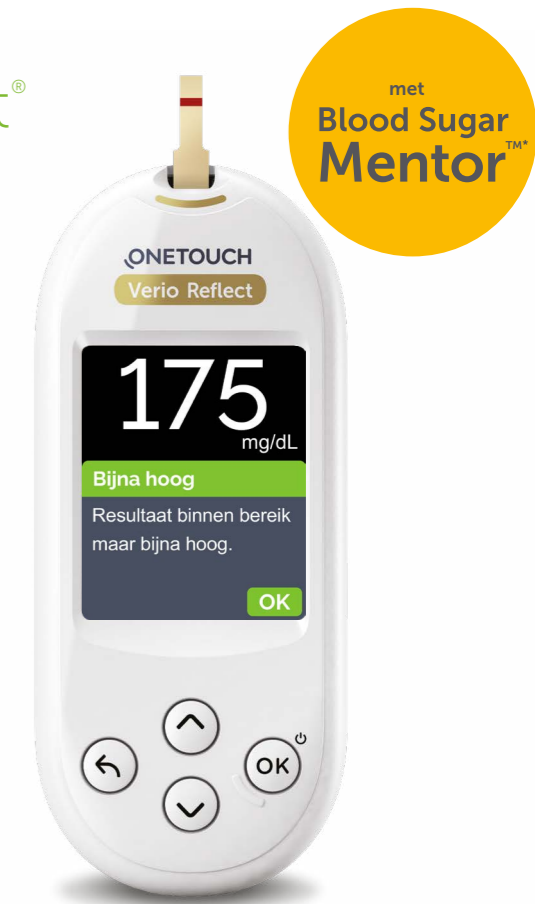 met
Blood Sugar
Mentor™*
ONETOUCH
Verio Reflect
175
mg/dL
Bijna hoog
Resultaat binnen bereik
maar bijna hoog.
OK
OK